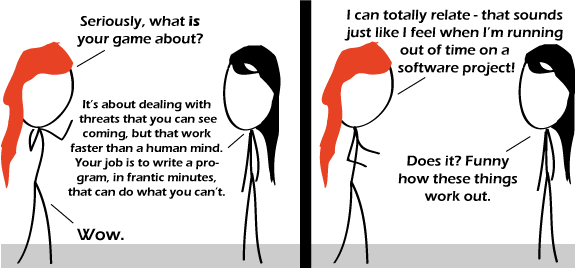 Seriously, what is
your game about?
It's about dealing with
threats that you can see
coming, but that work
faster than a human mind.
Your job is to write a pro-
gram, in frantic minutes,
that can do what you can't.
Wow.
I can totally relate - that sounds
just like I feel when I'm running
out of time on a
software project!
Does it? Funny
how these things
work out.